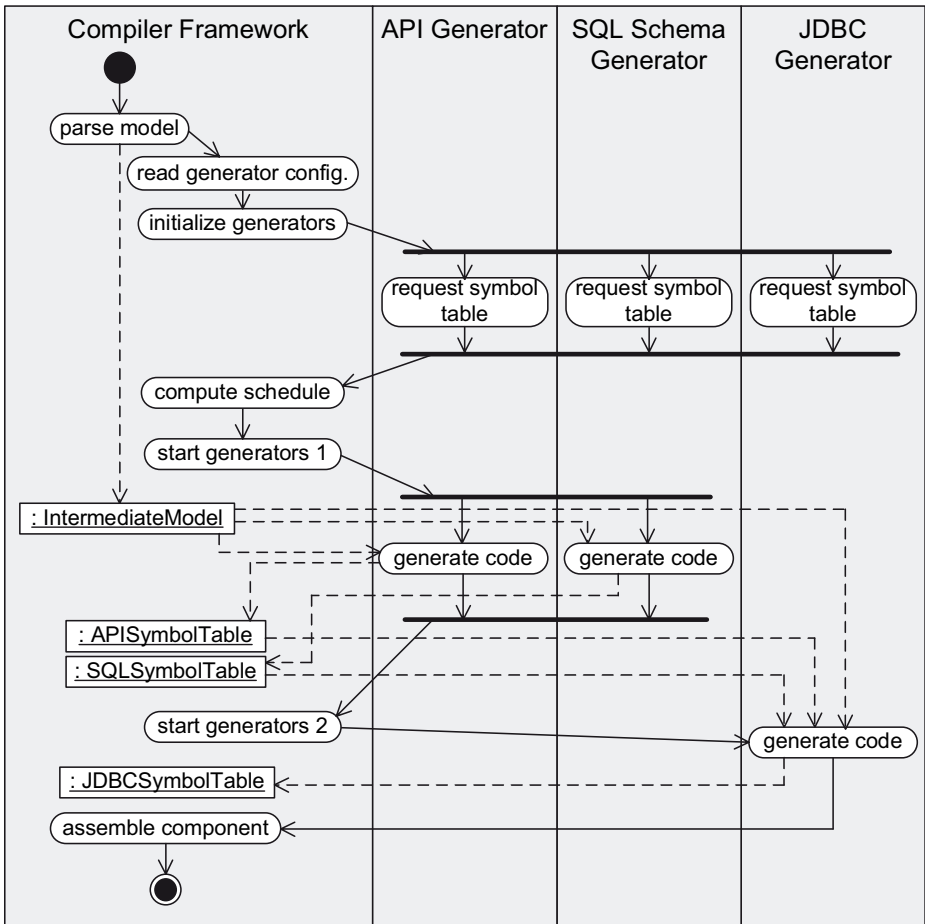 Compiler Framework
API Generator
SQL Schema
Generator
JDBC
Generator
parse model
read generator config.
initialize generators
request symbol
table
request symbol
table
request symbol
table
compute schedule
start generators 1
: IntermediateModel
generate code
generate code
: APISymbolTable
: SQLSymbolTable
start generators 2
generate code
: JDBCSymbolTable
assemble component